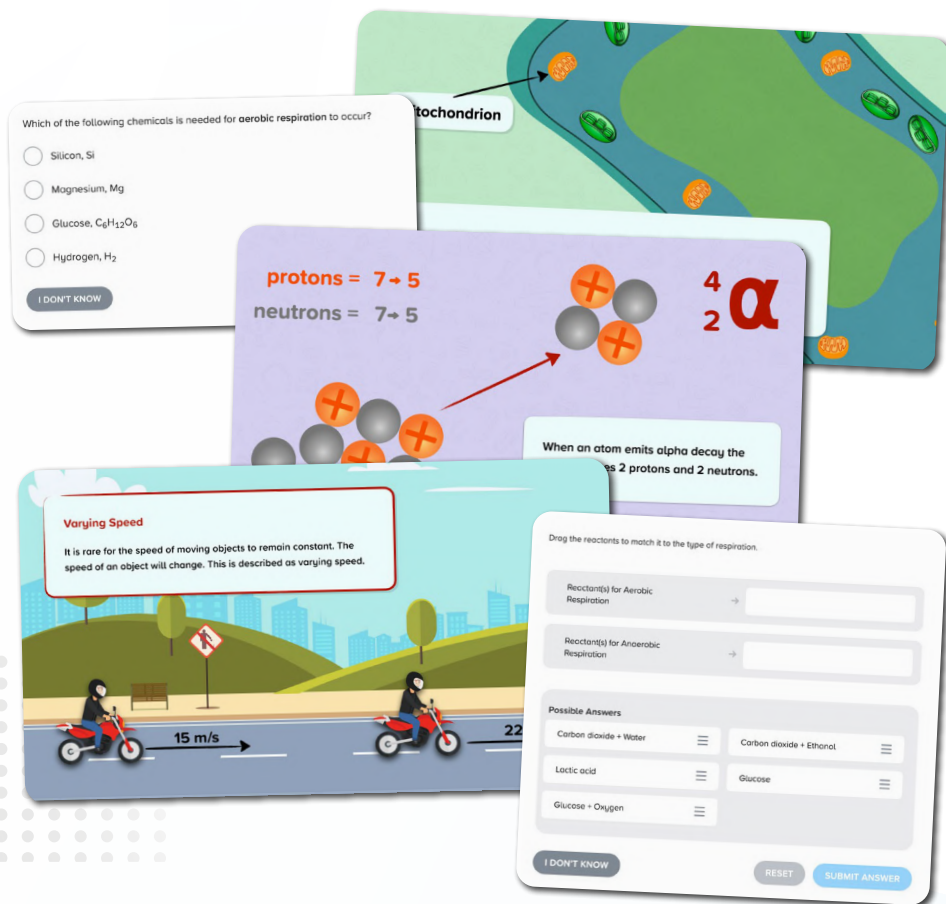 tochondrion
Which of the following chemicals is needed for aerobic respiration to occur?
Silicon, Si
Magnesium, Mg
Glucose, C₆H₁₂O₆
Hydrogen, H₂
I DON'T KNOW
protons = 7→ 5
neutrons = 7→ 5
4
2 α
When an atom emits alpha decay the
es 2 protons and 2 neutrons.
Varying Speed
It is rare for the speed of moving objects to remain constant. The
speed of an object will change. This is described as varying speed.
15 m/s
22
Drag the reactants to match it to the type of respiration.
Reactant(s) for Aerobic
Respiration
Reactant(s) for Anaerobic
Respiration
Possible Answers
Carbon dioxide + Water
Carbon dioxide + Ethanol
Lactic acid
Glucose
Glucose + Oxygen
I DON'T KNOW
RESET
SUBMIT ANSWER